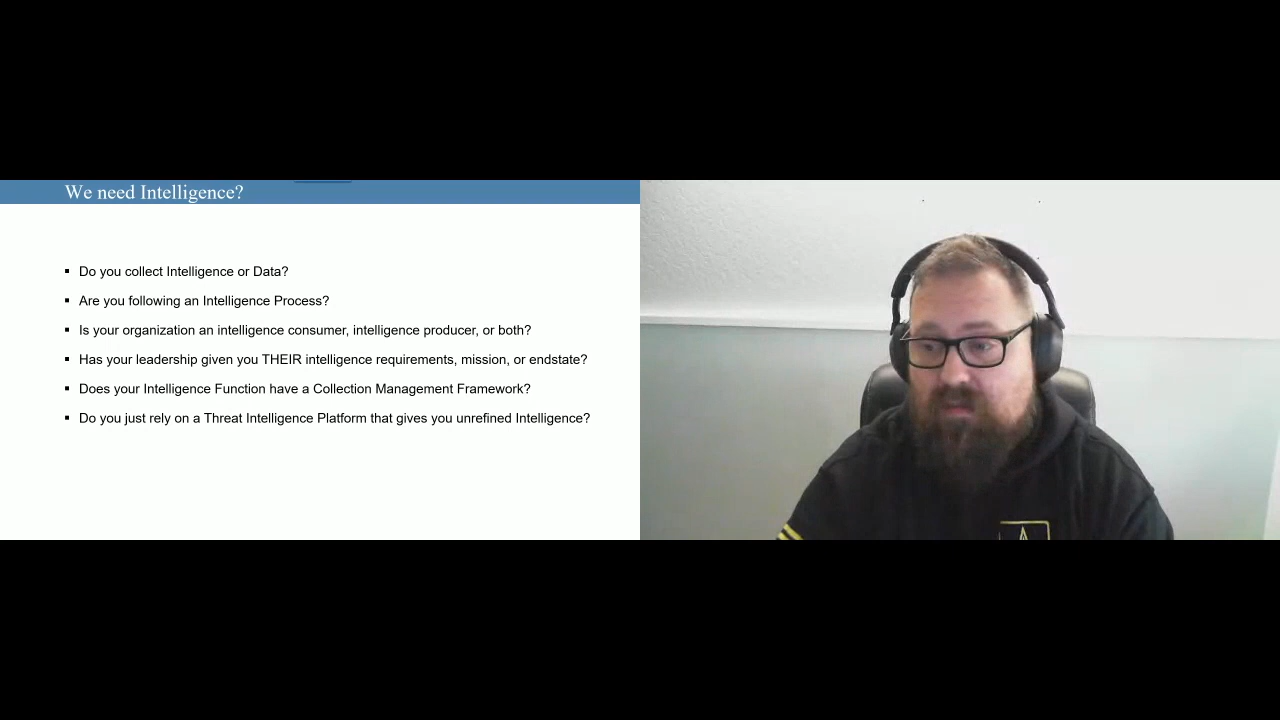 We need Intelligence?
▪ Do you collect Intelligence or Data?
▪ Are you following an Intelligence Process?
▪ Is your organization an intelligence consumer, intelligence producer, or both?
▪ Has your leadership given you THEIR intelligence requirements, mission, or endstate?
▪ Does your Intelligence Function have a Collection Management Framework?
▪ Do you just rely on a Threat Intelligence Platform that gives you unrefined Intelligence?